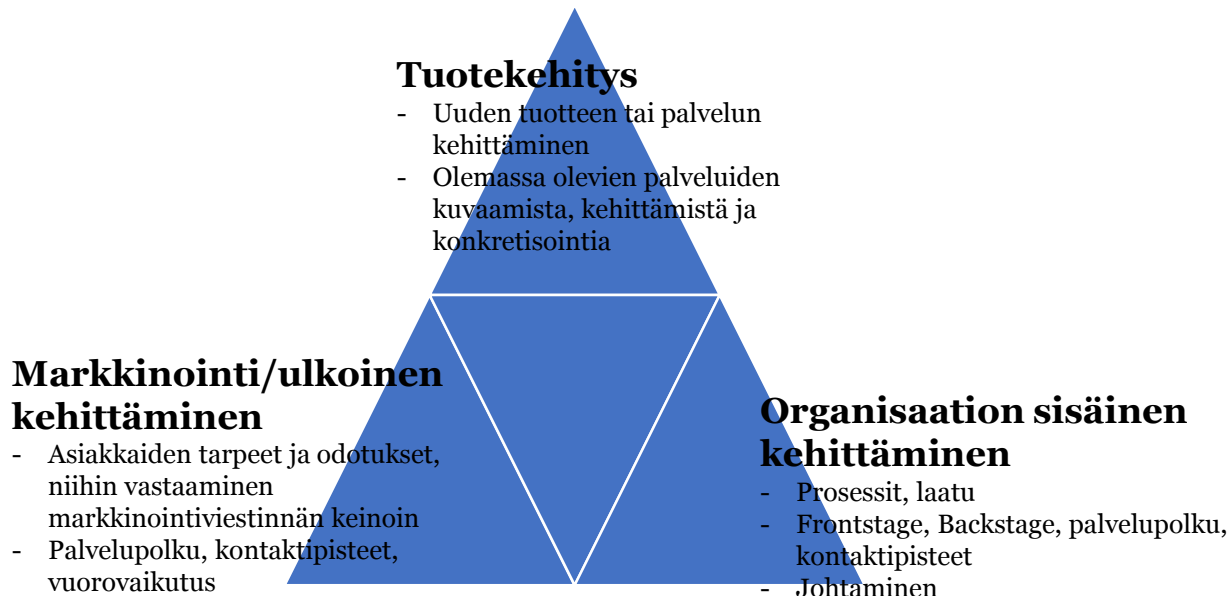 Tuotekehitys
- Uuden tuotteen tai palvelun
kehittäminen
- Olemassa olevien palveluiden
kuvaamista, kehittämistä ja
konkretisointia
Markkinointi/ulkoinen
kehittäminen
- Asiakkaiden tarpeet ja odotukset,
niihin vastaaminen
markkinointiviestinnän keinoin
- Palvelupolku, kontaktipisteet,
vuorovaikutus
Organisaation sisäinen
kehittäminen
- Prosessit, laatu
- Frontstage, Backstage, palvelupolku,
kontaktipisteet
- Johtaminen